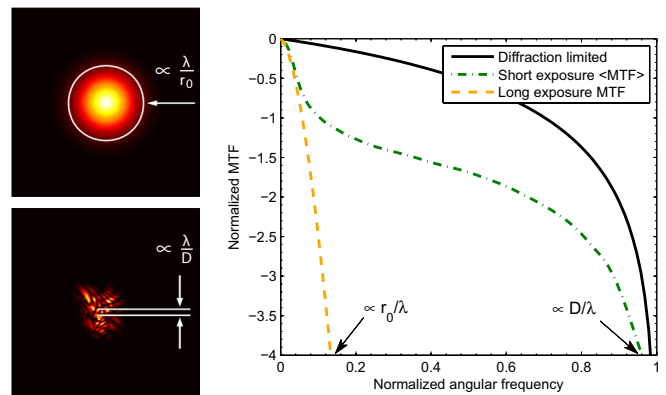 ∝ λ/r₀
∝ λ/D
Normalized MTF
0
−0.5
−1
−1.5
−2
−2.5
−3
−3.5
−4
Diffraction limited
Short exposure <MTF>
Long exposure MTF
∝ r₀/λ
∝ D/λ
0 0.2 0.4 0.6 0.8 1
Normalized angular frequency